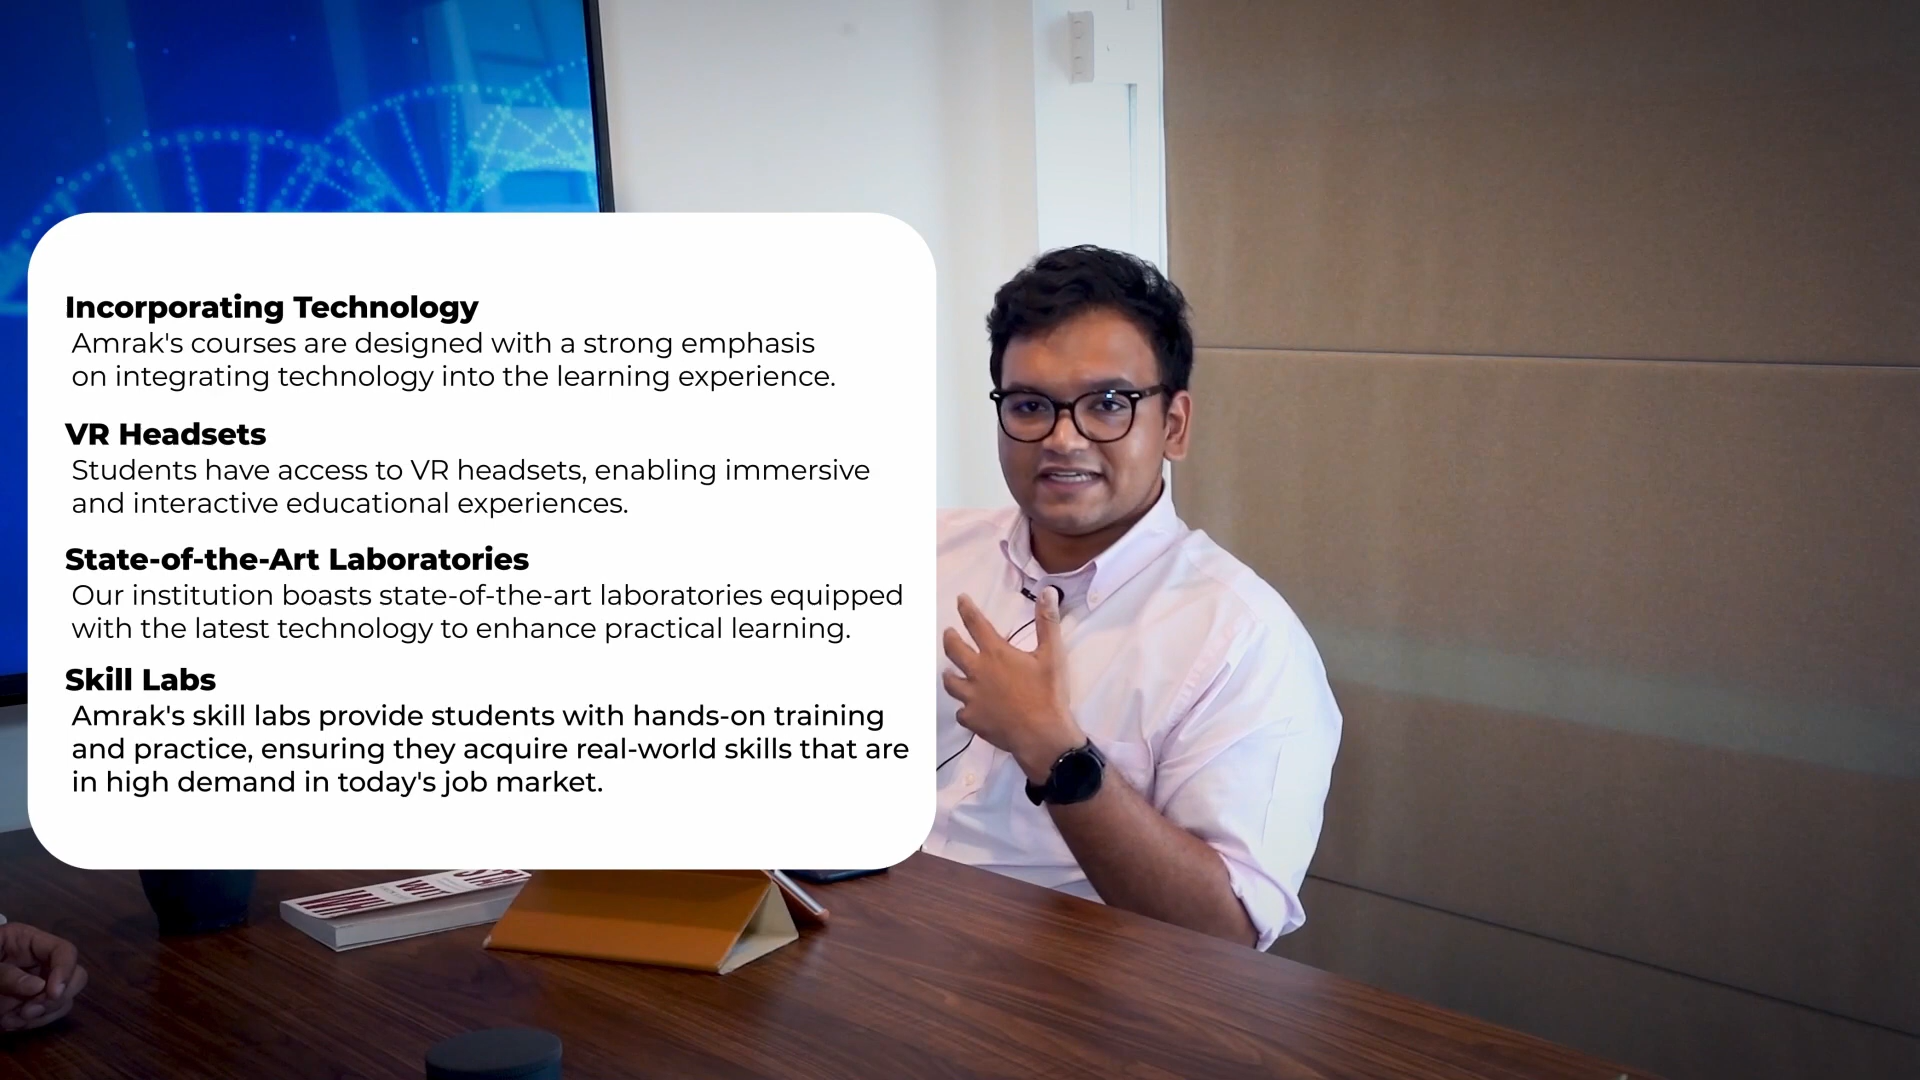 Incorporating Technology
Amrak's courses are designed with a strong emphasis
on integrating technology into the learning experience.
VR Headsets
Students have access to VR headsets, enabling immersive
and interactive educational experiences.
State-of-the-Art Laboratories
Our institution boasts state-of-the-art laboratories equipped
with the latest technology to enhance practical learning.
Skill Labs
Amrak's skill labs provide students with hands-on training
and practice, ensuring they acquire real-world skills that are
in high demand in today's job market.